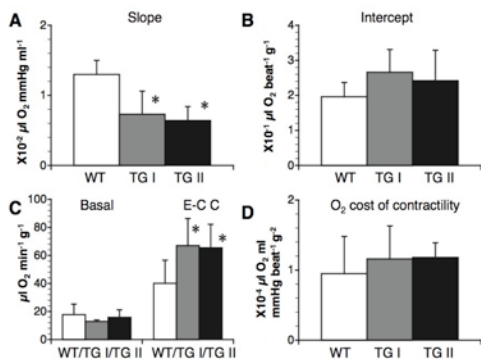 A
Slope
X10⁻² µl O₂ mmHg ml⁻¹
2
1
0
*
*
WT TG I TG II
B
Intercept
X10⁻¹ µl O₂ beat⁻¹ g⁻¹
4
3
2
1
0
WT TG I TG II
C
Basal E-C C
µl O₂ min⁻¹ g⁻¹
100
80
60
40
20
0
*
*
WT/TG I/TG II WT/TG I/TG II
D
O₂ cost of contractility
X10⁻⁴ µl O₂ ml
mmHg beat⁻¹ g⁻²
2
1
0
WT TG I TG II